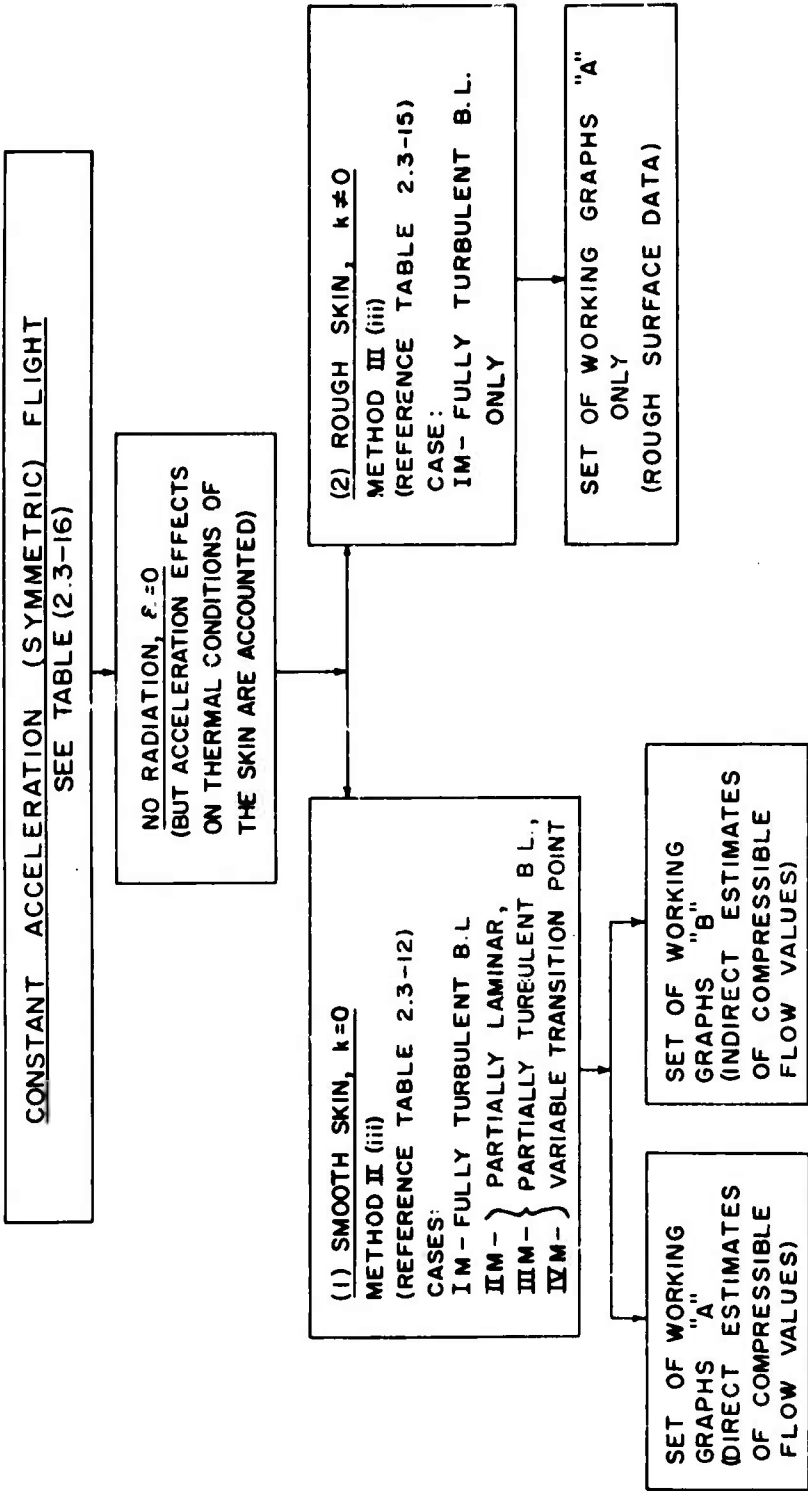 CONSTANT ACCELERATION (SYMMETRIC) FLIGHT
SEE TABLE (2.3-16)
NO RADIATION, ε=0
(BUT ACCELERATION EFFECTS
ON THERMAL CONDITIONS OF
THE SKIN ARE ACCOUNTED)
(1) SMOOTH SKIN, k=0
METHOD II (iii)
(REFERENCE TABLE 2.3-12)
CASES:
I M - FULLY TURBULENT B.L
II M - } PARTIALLY LAMINAR,
III M - } PARTIALLY TURBULENT B L.,
IV M - } VARIABLE TRANSITION POINT
(2) ROUGH SKIN, k≠0
METHOD III (iii)
(REFERENCE TABLE 2.3-15)
CASE:
IM - FULLY TURBULENT B.L.
ONLY
SET OF WORKING
GRAPHS "A"
(DIRECT ESTIMATES
OF COMPRESSIBLE
FLOW VALUES)
SET OF WORKING
GRAPHS "B"
(INDIRECT ESTIMATES
OF COMPRESSIBLE
FLOW VALUES)
SET OF WORKING GRAPHS "A"
ONLY
(ROUGH SURFACE DATA)